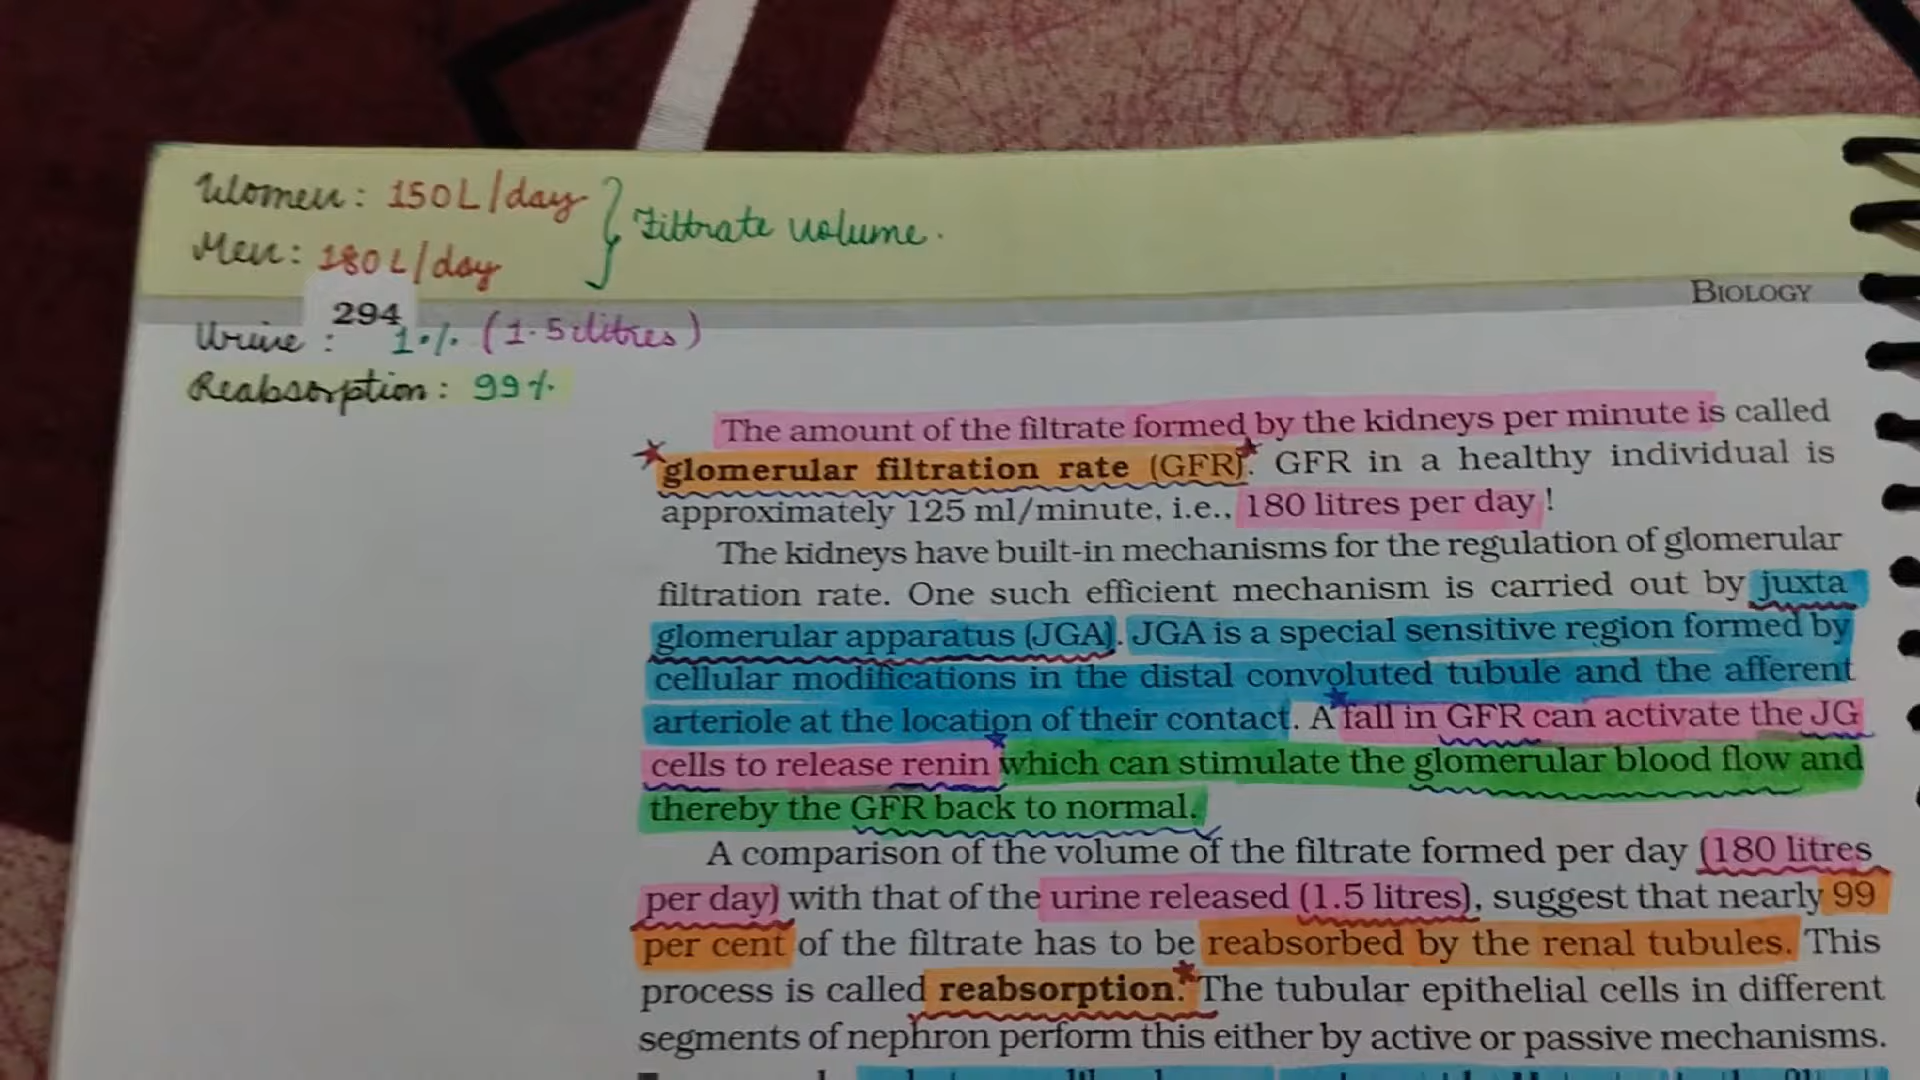 Women: 150L/day } Filtrate volume.
Men: 180L/day
294
BIOLOGY
Urine: 1% (1.5 litres)
Reabsorption: 99%
The amount of the filtrate formed by the kidneys per minute is called
glomerular filtration rate (GFR). GFR in a healthy individual is
approximately 125 ml/minute, i.e., 180 litres per day !
The kidneys have built-in mechanisms for the regulation of glomerular
filtration rate. One such efficient mechanism is carried out by juxta
glomerular apparatus (JGA). JGA is a special sensitive region formed by
cellular modifications in the distal convoluted tubule and the afferent
arteriole at the location of their contact. A fall in GFR can activate the JG
cells to release renin which can stimulate the glomerular blood flow and
thereby the GFR back to normal.
A comparison of the volume of the filtrate formed per day (180 litres
per day) with that of the urine released (1.5 litres), suggest that nearly 99
per cent of the filtrate has to be reabsorbed by the renal tubules. This
process is called reabsorption. The tubular epithelial cells in different
segments of nephron perform this either by active or passive mechanisms.